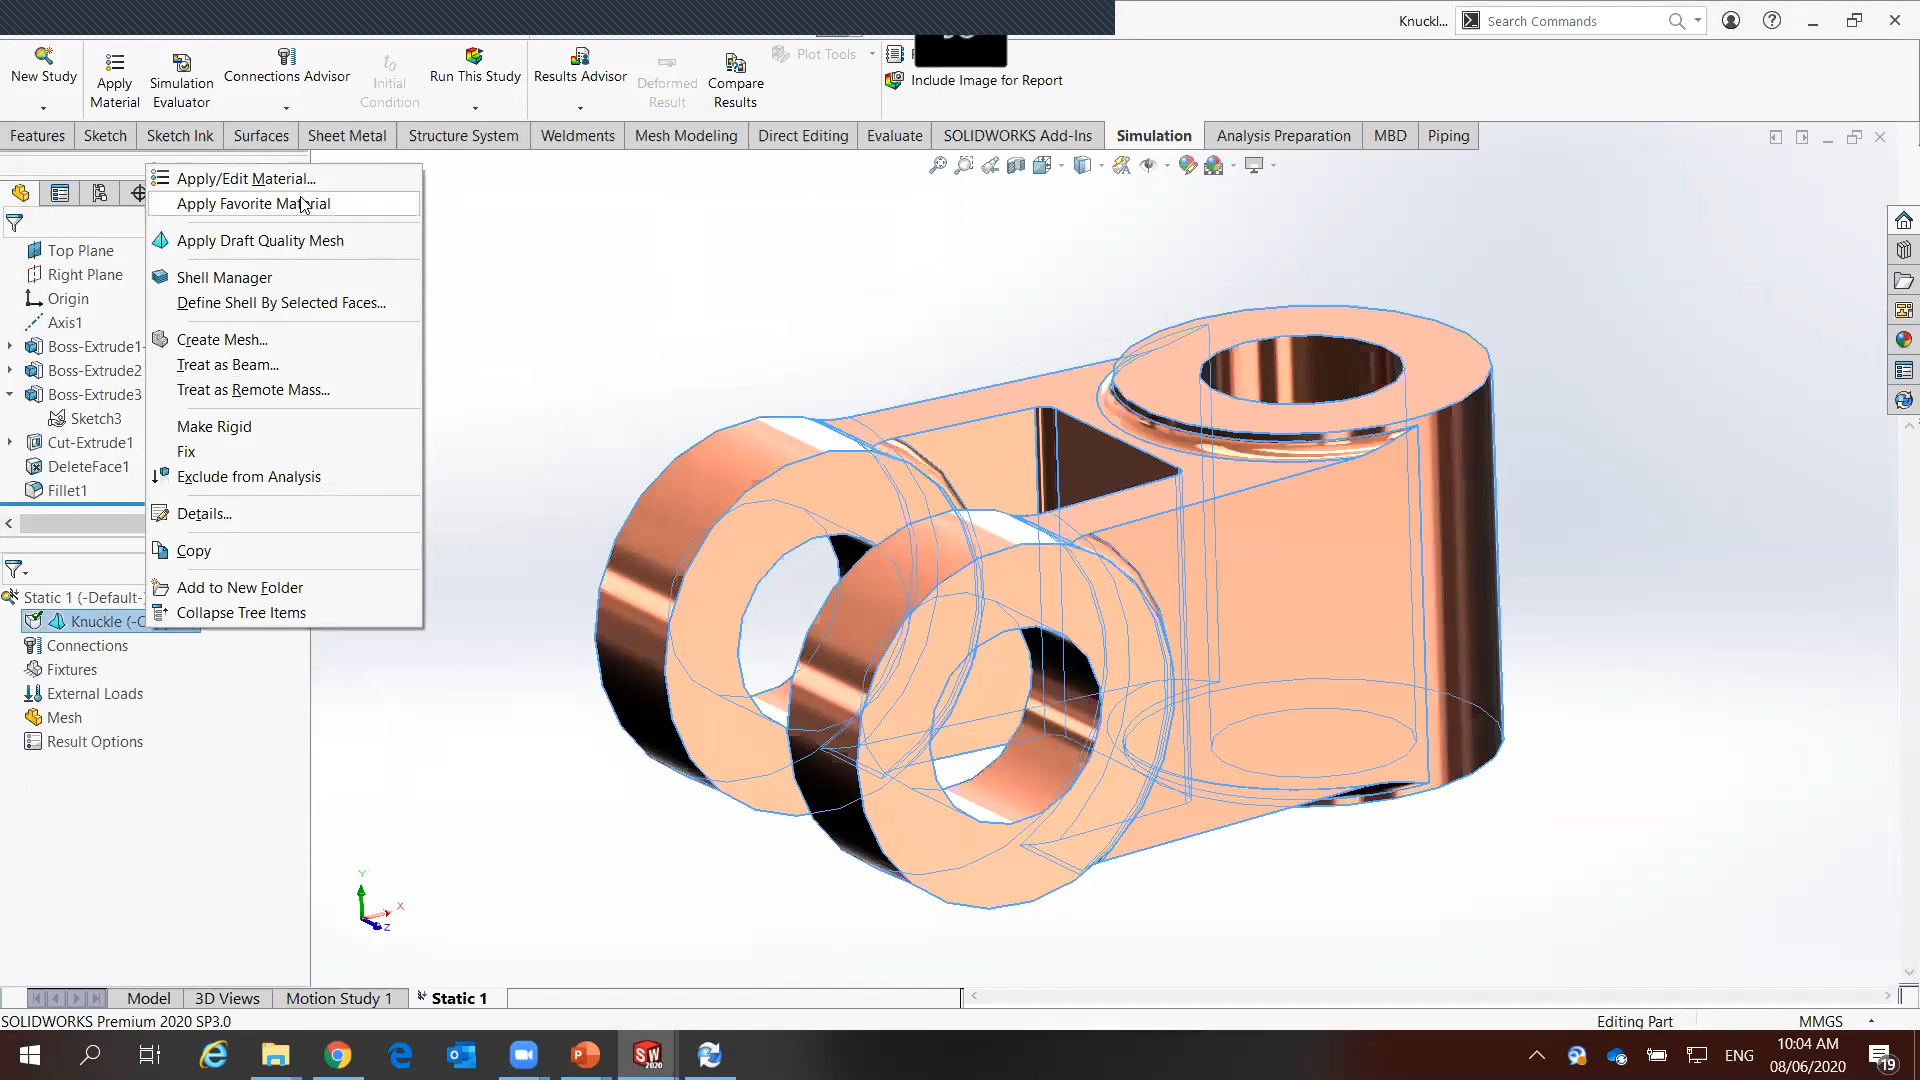 Knuckl...
Search Commands
New Study
Apply
Material
Simulation
Evaluator
Connections Advisor
t0
Initial
Condition
Run This Study
Results Advisor
Deformed
Result
Compare
Results
Plot Tools
Include Image for Report
Features
Sketch
Sketch Ink
Surfaces
Sheet Metal
Structure System
Weldments
Mesh Modeling
Direct Editing
Evaluate
SOLIDWORKS Add-Ins
Simulation
Analysis Preparation
MBD
Piping
Apply/Edit Material...
Apply Favorite Material
Apply Draft Quality Mesh
Shell Manager
Define Shell By Selected Faces...
Create Mesh...
Treat as Beam...
Treat as Remote Mass...
Make Rigid
Fix
Exclude from Analysis
Details...
Copy
Add to New Folder
Collapse Tree Items
Top Plane
Right Plane
Origin
Axis1
Boss-Extrude1
Boss-Extrude2
Boss-Extrude3
Sketch3
Cut-Extrude1
DeleteFace1
Fillet1
Static 1 (-Default-
Knuckle (-
Connections
Fixtures
External Loads
Mesh
Result Options
Y
X
Z
Model
3D Views
Motion Study 1
Static 1
SOLIDWORKS Premium 2020 SP3.0
Editing Part
MMGS
SW
2020
ENG
10:04 AM
08/06/2020
19